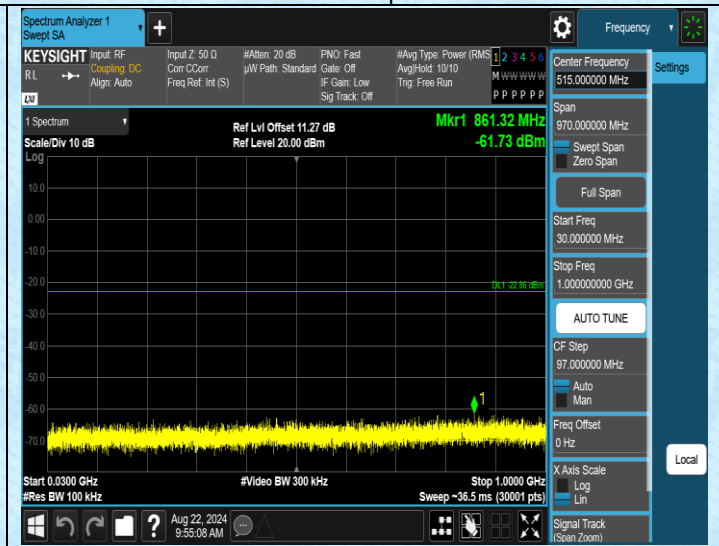 Spectrum Analyzer 1
Swept SA
+
Frequency
KEYSIGHT
RL
LXI
Input: RF
Coupling: DC
Align: Auto
Input Z: 50 Ω
Corr CCorr
Freq Ref: Int (S)
#Atten: 20 dB
µW Path: Standard
PNO: Fast
Gate: Off
IF Gain: Low
Sig Track: Off
#Avg Type: Power (RMS
Avg|Hold: 10/10
Trig: Free Run
1 2 3 4 5 6
M W W W W W
P P P P P P
1 Spectrum
Scale/Div 10 dB
Log
Ref Lvl Offset 11.27 dB
Ref Level 20.00 dBm
Mkr1 861.32 MHz
-61.73 dBm
10.0
0.00
-10.0
-20.0
DL1 -22.86 dBm
-30.0
-40.0
-50.0
-60.0
-70.0
1
Start 0.0300 GHz
#Res BW 100 kHz
#Video BW 300 kHz
Stop 1.0000 GHz
Sweep ~36.5 ms (30001 pts)
Center Frequency
515.000000 MHz
Span
970.000000 MHz
Swept Span
Zero Span
Full Span
Start Freq
30.000000 MHz
Stop Freq
1.000000000 GHz
AUTO TUNE
CF Step
97.000000 MHz
Auto
Man
Freq Offset
0 Hz
X Axis Scale
Log
Lin
Signal Track
(Span Zoom)
Settings
Local
?
Aug 22, 2024
9:55:08 AM